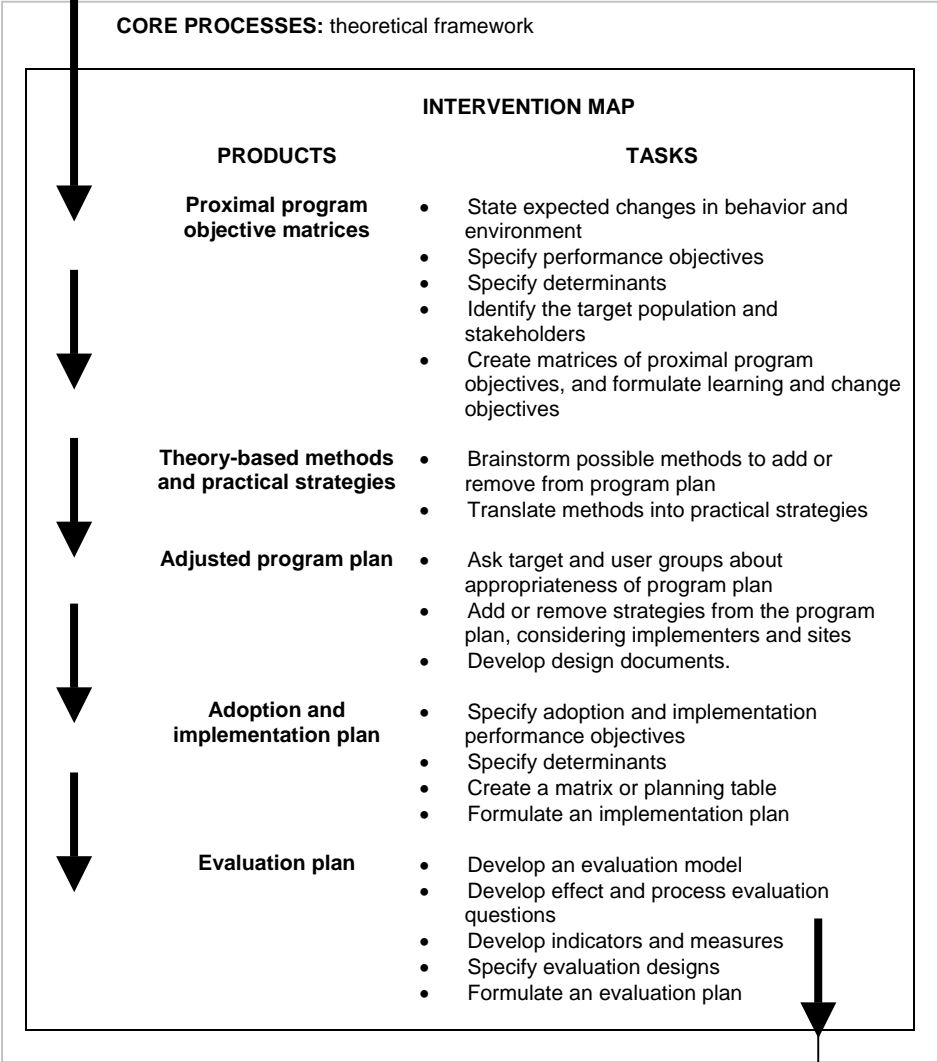 CORE PROCESSES: theoretical framework
INTERVENTION MAP
PRODUCTS TASKS
Proximal program
objective matrices
• State expected changes in behavior and
environment
• Specify performance objectives
• Specify determinants
• Identify the target population and
stakeholders
• Create matrices of proximal program
objectives, and formulate learning and change
objectives
Theory-based methods
and practical strategies
• Brainstorm possible methods to add or
remove from program plan
• Translate methods into practical strategies
Adjusted program plan
• Ask target and user groups about
appropriateness of program plan
• Add or remove strategies from the program
plan, considering implementers and sites
• Develop design documents.
Adoption and
implementation plan
• Specify adoption and implementation
performance objectives
• Specify determinants
• Create a matrix or planning table
• Formulate an implementation plan
Evaluation plan
• Develop an evaluation model
• Develop effect and process evaluation
questions
• Develop indicators and measures
• Specify evaluation designs
• Formulate an evaluation plan